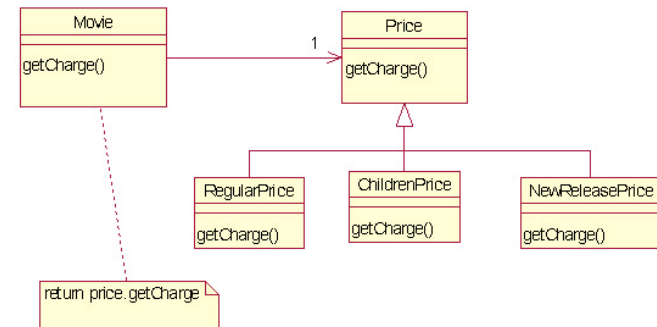 Movie
getCharge()
1
Price
getCharge()
RegularPrice
getCharge()
ChildrenPrice
getCharge()
NewReleasePrice
getCharge()
return price.getCharge